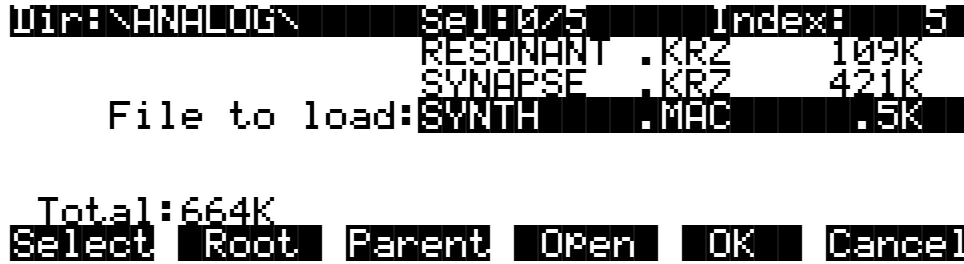 Dir:\ANALOG\ Sel:0/5 Index: 5
RESONANT .KRZ 109K
SYNAPSE .KRZ 421K
File to load:SYNTH .MAC .5K
Total:664K
Select Root Parent Open OK Cancel